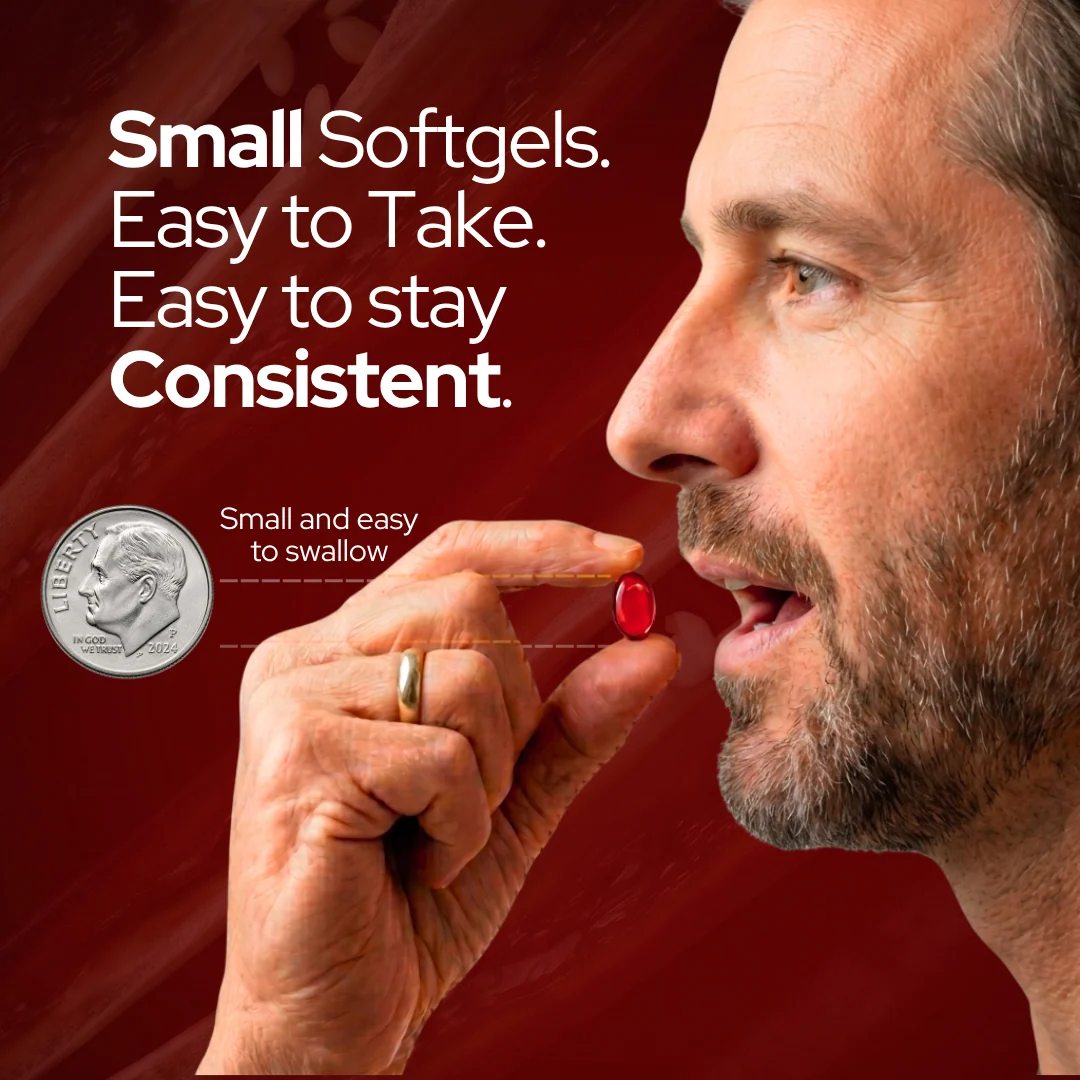 Small Softgels.
Easy to Take.
Easy to stay
Consistent.
Small and easy
to swallow
LIBERTY
IN GOD
WE TRUST
P
2024